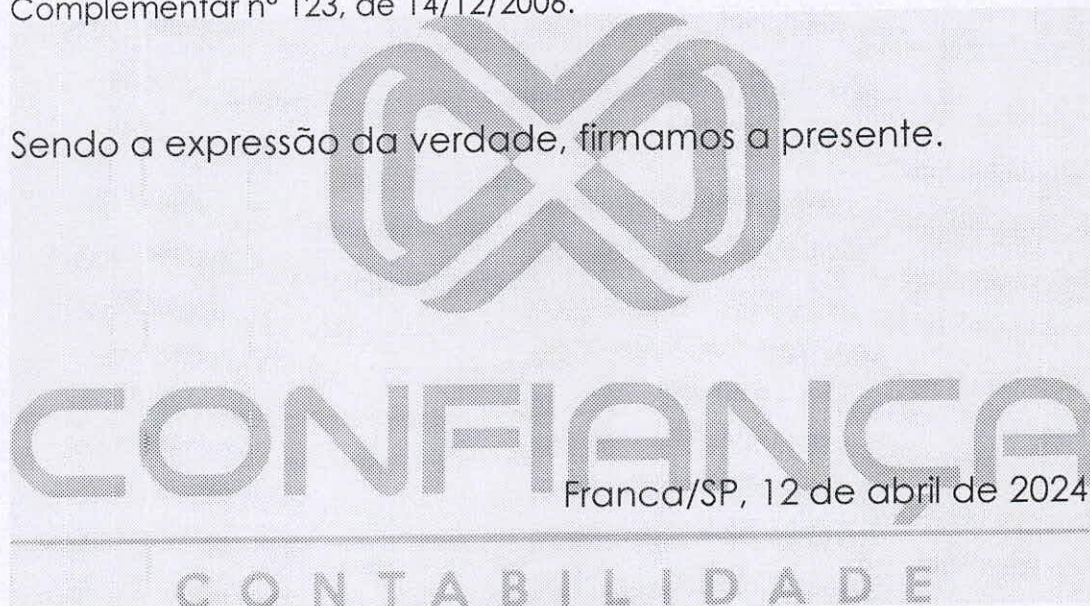 Complementar nº 123, de 14/12/2006.
Sendo a expressão da verdade, firmamos a presente.
CONFIANÇA
Franca/SP, 12 de abril de 2024
CONTABILIDADE